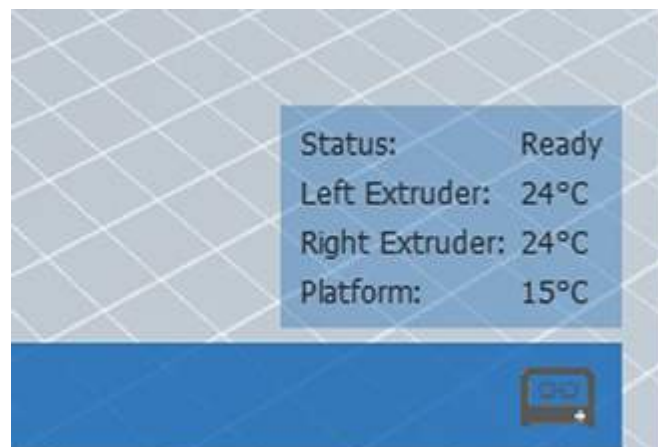 Status: Ready
Left Extruder: 24°C
Right Extruder: 24°C
Platform: 15°C